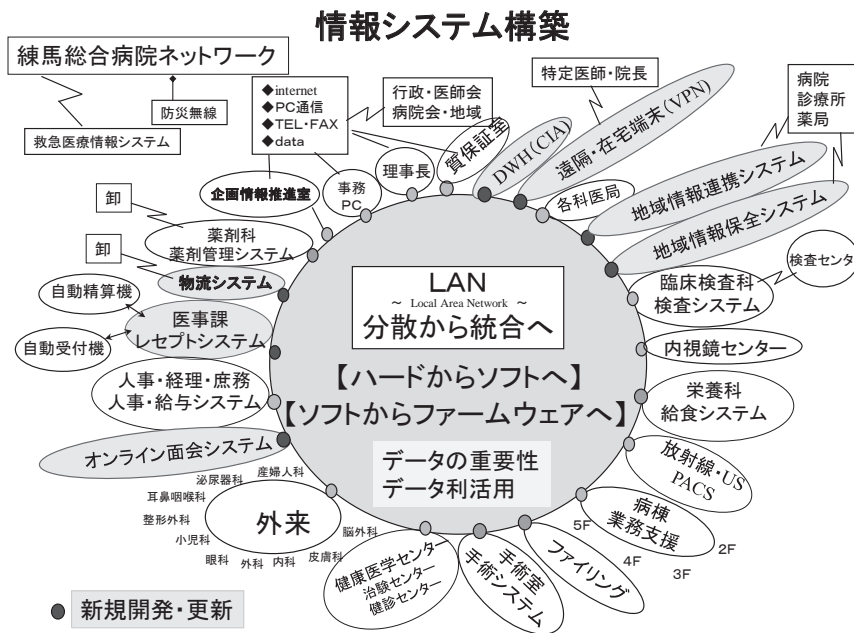 情報システム構築
練馬総合病院ネットワーク
防災無線
救急医療情報システム
◆internet
◆PC通信
◆TEL・FAX
◆data
行政・医師会
病院会・地域
特定医師・院長
病院
診療所
薬局
卸
企画情報推進室
事務
PC
理事長
質保証室
DWH(CIA)
遠隔・在宅端末(VPN)
各科医局
地域情報連携システム
地域情報保全システム
薬剤科
薬剤管理システム
卸
物流システム
自動精算機
自動受付機
医事課
レセプトシステム
人事・経理・庶務
人事・給与システム
オンライン面会システム
LAN
~ Local Area Network ~
分散から統合へ
【ハードからソフトへ】
【ソフトからファームウェアへ】
データの重要性
データ利活用
検査センタ
臨床検査科
検査システム
内視鏡センター
栄養科
給食システム
放射線・US
PACS
病棟
業務支援
5F
4F
3F
2F
ファイリング
手術室
手術システム
健康医学センター
治験センター
健診センター
外来
産婦人科
泌尿器科
耳鼻咽喉科
整形外科
小児科
眼科
外科
内科
皮膚科
脳外科
新規開発・更新